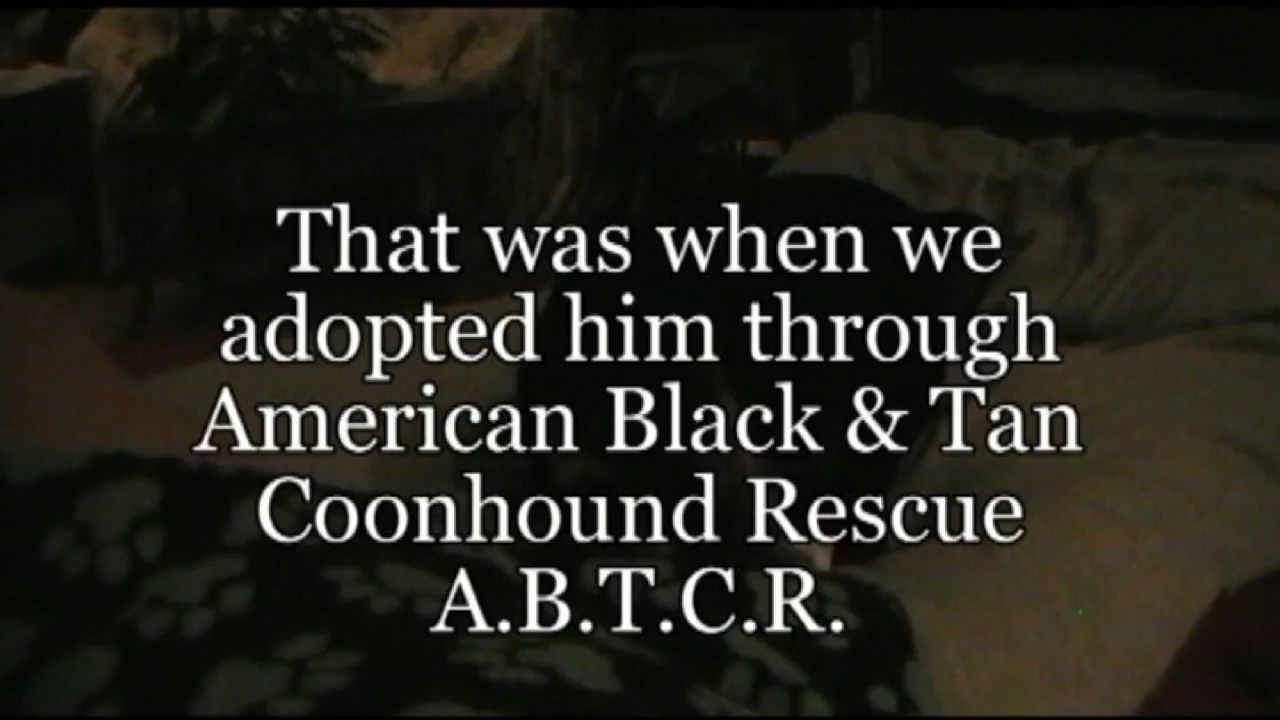 That was when we
adopted him through
American Black & Tan
Coonhound Rescue
A.B.T.C.R.